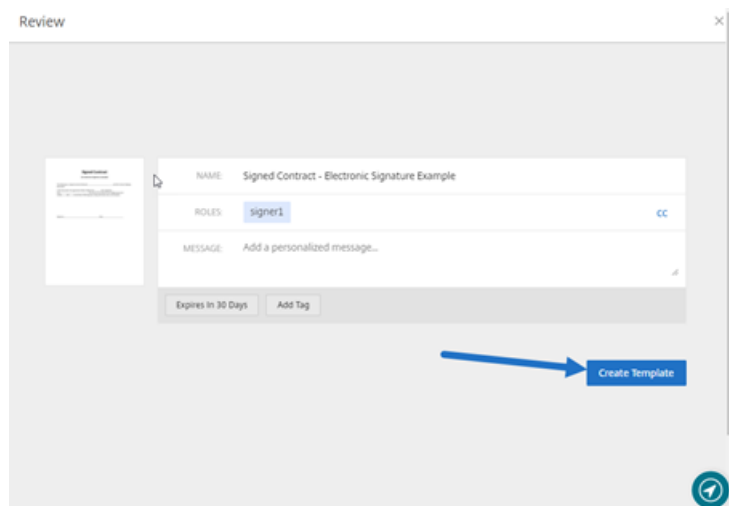 Review
NAME: Signed Contract - Electronic Signature Example
ROLES: signer1 CC
MESSAGE: Add a personalized message...
Expires In 30 Days Add Tag
Create Template